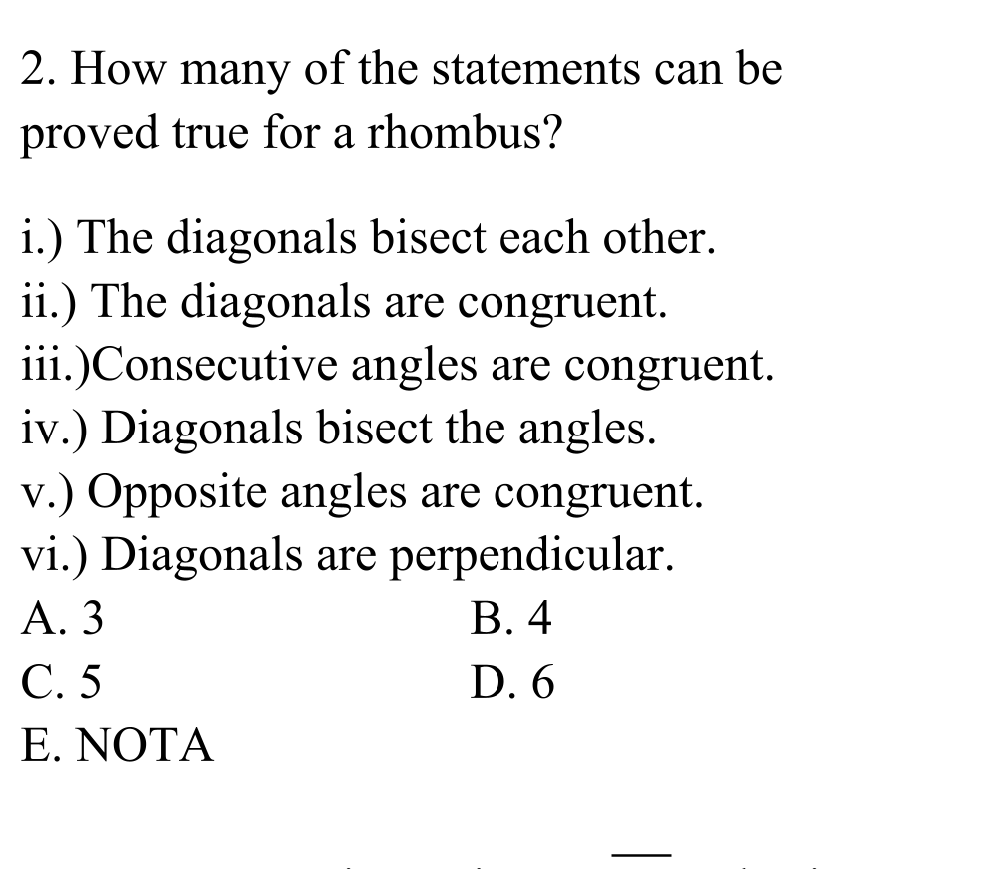 2. How many of the statements can be
proved true for a rhombus?
i.) The diagonals bisect each other.
ii.) The diagonals are congruent.
iii.)Consecutive angles are congruent.
iv.) Diagonals bisect the angles.
v.) Opposite angles are congruent.
vi.) Diagonals are perpendicular.
A. 3 B. 4
C. 5 D. 6
E. NOTA